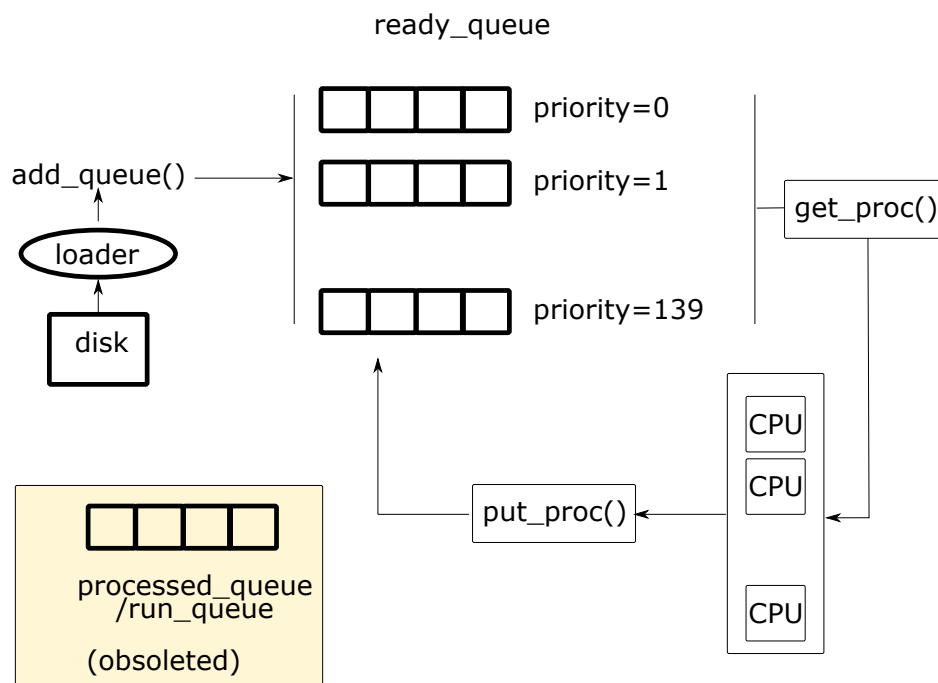 ready_queue
priority=0
add_queue()
priority=1
get_proc()
loader
priority=139
disk
CPU
CPU
put_proc()
CPU
processed_queue
/run_queue
(obsoleted)